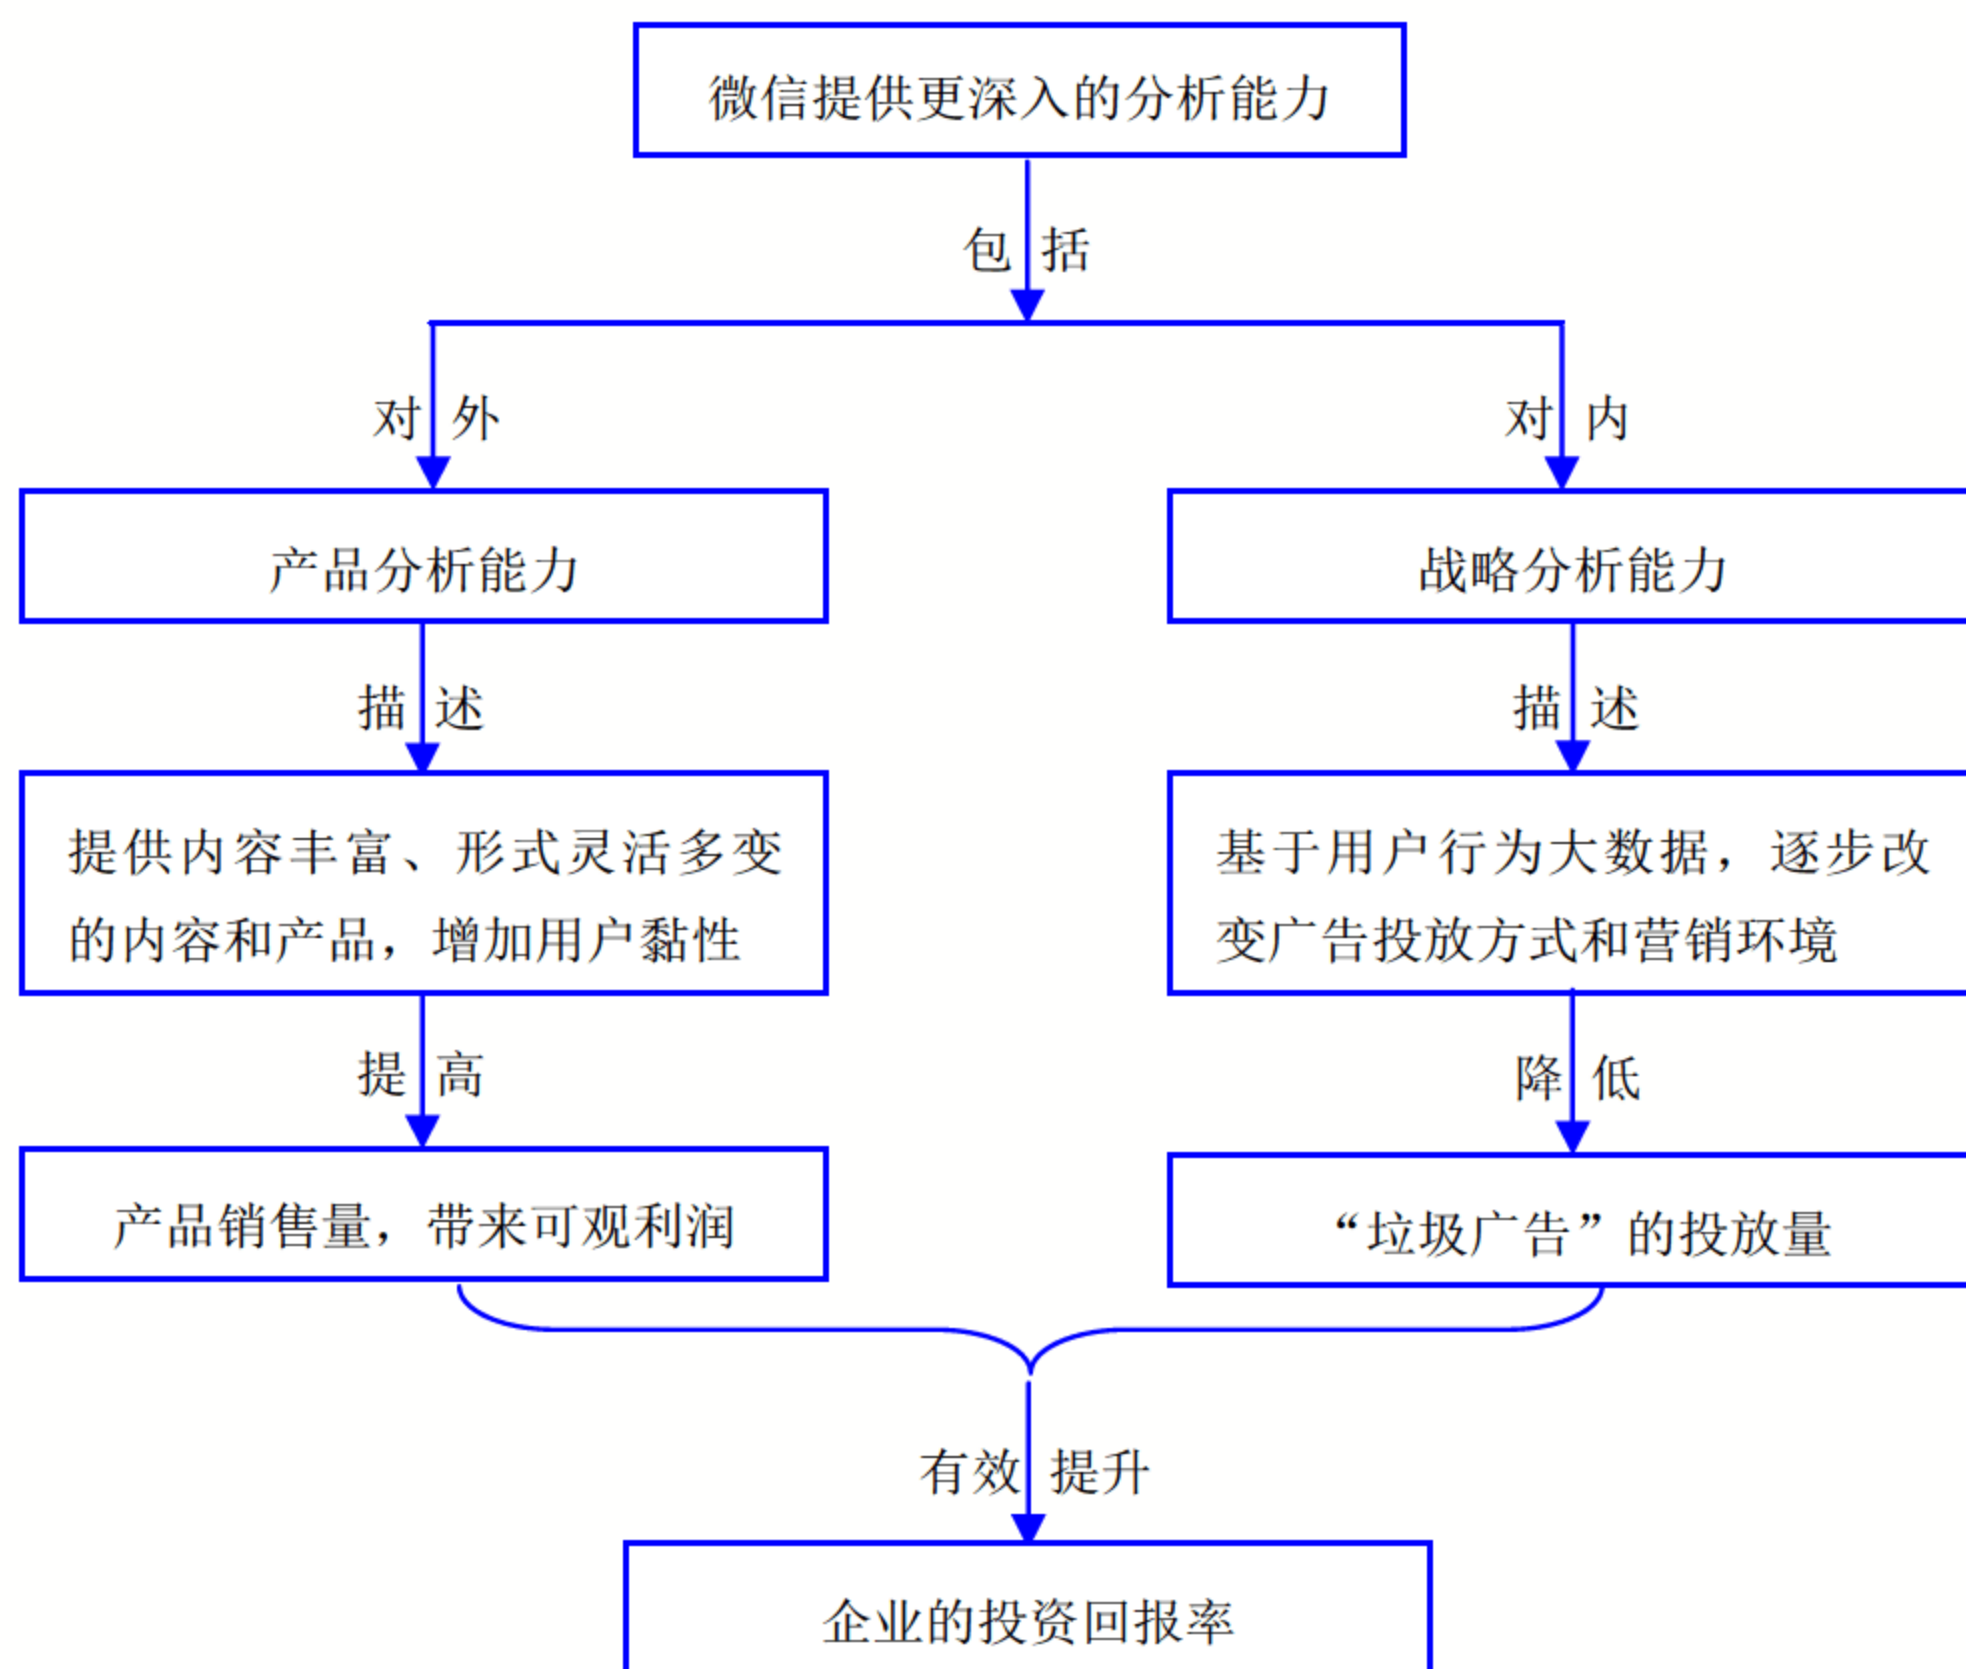 微信提供更深入的分析能力
包括
对外
对内
产品分析能力
战略分析能力
描述
描述
提供内容丰富、形式灵活多变
的内容和产品，增加用户黏性
基于用户行为大数据，逐步改
变广告投放方式和营销环境
提高
降低
产品销售量，带来可观利润
“垃圾广告”的投放量
有效提升
企业的投资回报率